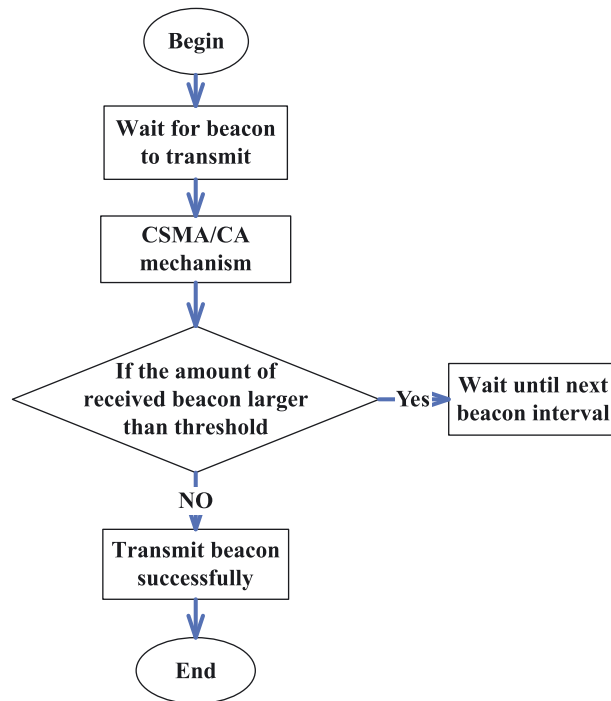 Begin
Wait for beacon
to transmit
CSMA/CA
mechanism
If the amount of
received beacon larger
than threshold
Yes
Wait until next
beacon interval
NO
Transmit beacon
successfully
End